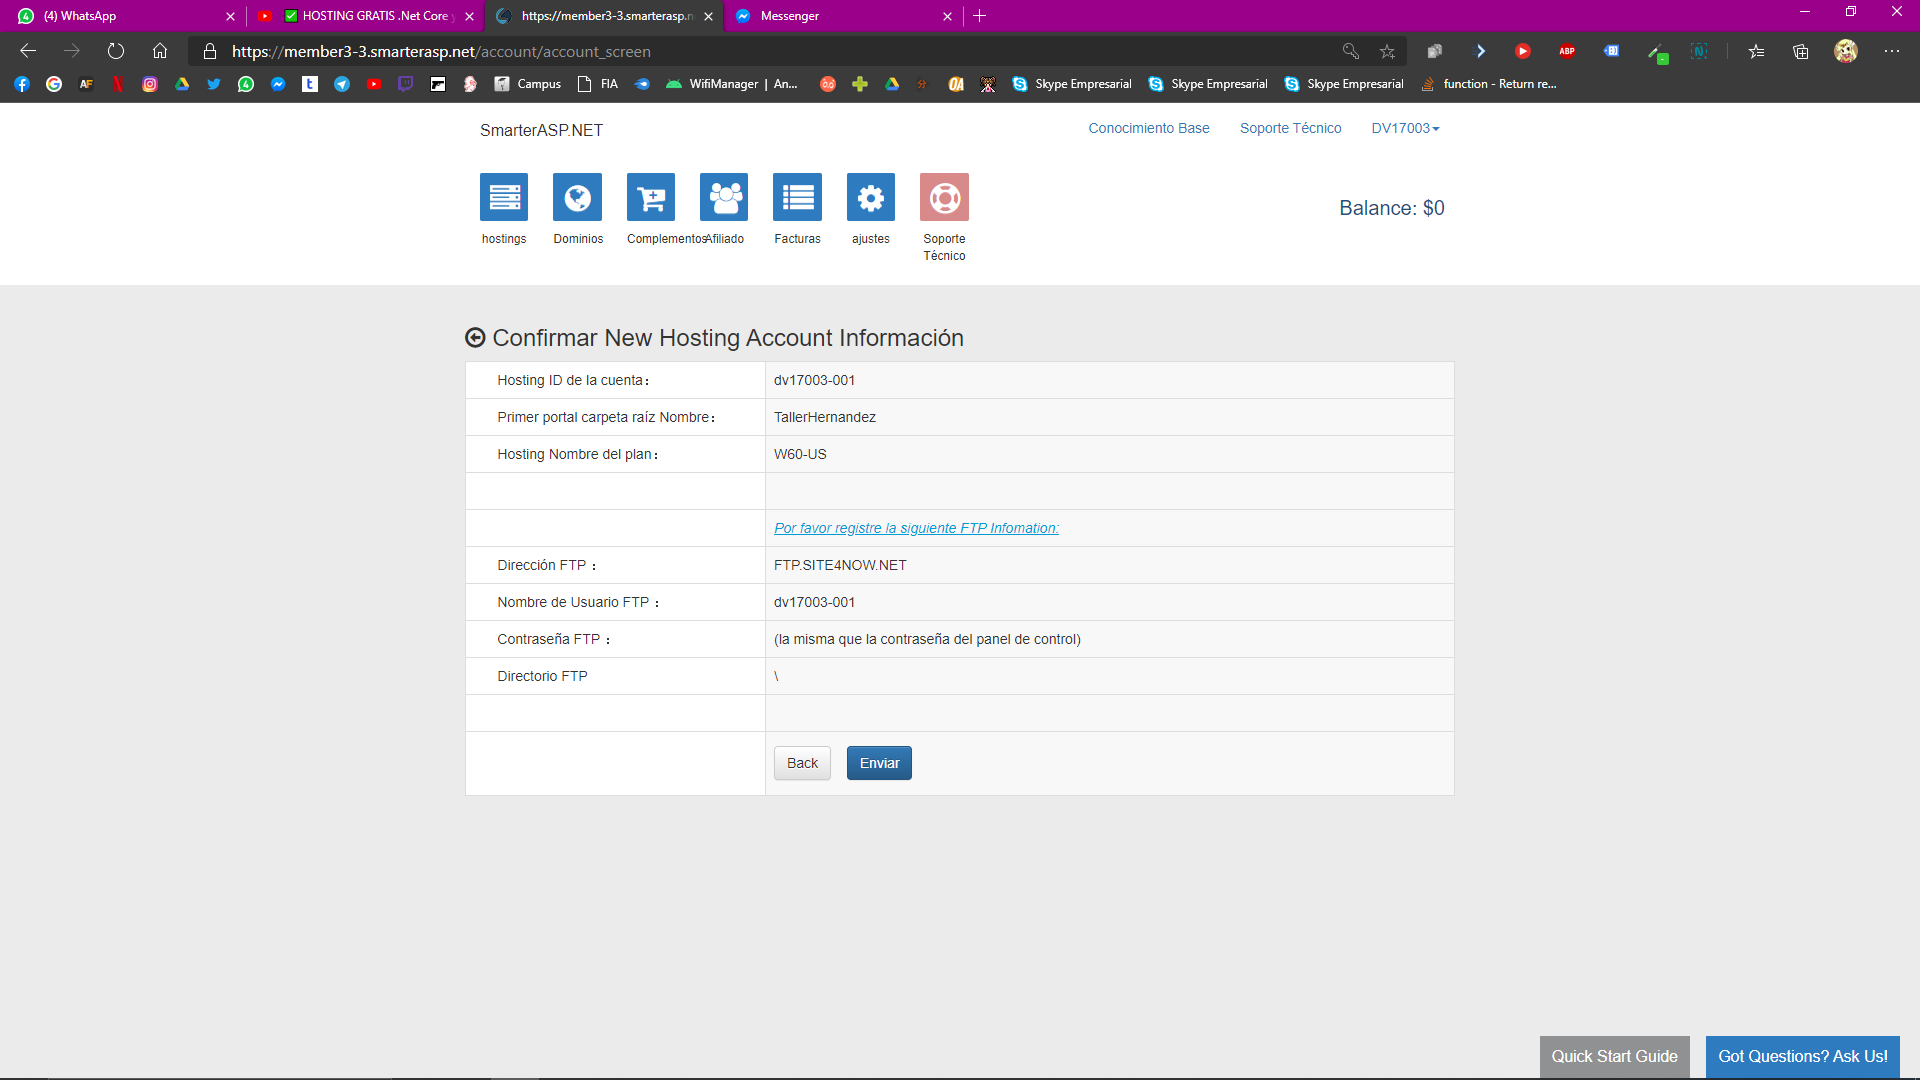 (4) WhatsApp
HOSTING GRATIS .Net Core y
https://member3-3.smarterasp.n
Messenger
https://member3-3.smarterasp.net/account/account_screen
ABP
AF
Campus
FIA
WifiManager | An...
OA
Skype Empresarial
Skype Empresarial
Skype Empresarial
function - Return re...
SmarterASP.NET
Conocimiento Base
Soporte Técnico
DV17003
hostings
Dominios
Complementos
Afiliado
Facturas
ajustes
Soporte
Técnico
Balance: $0
Confirmar New Hosting Account Información
Hosting ID de la cuenta:
dv17003-001
Primer portal carpeta raíz Nombre:
TallerHernandez
Hosting Nombre del plan:
W60-US
Por favor registre la siguiente FTP Infomation:
Dirección FTP :
FTP.SITE4NOW.NET
Nombre de Usuario FTP :
dv17003-001
Contraseña FTP :
(la misma que la contraseña del panel de control)
Directorio FTP
\
Back
Enviar
Quick Start Guide
Got Questions? Ask Us!